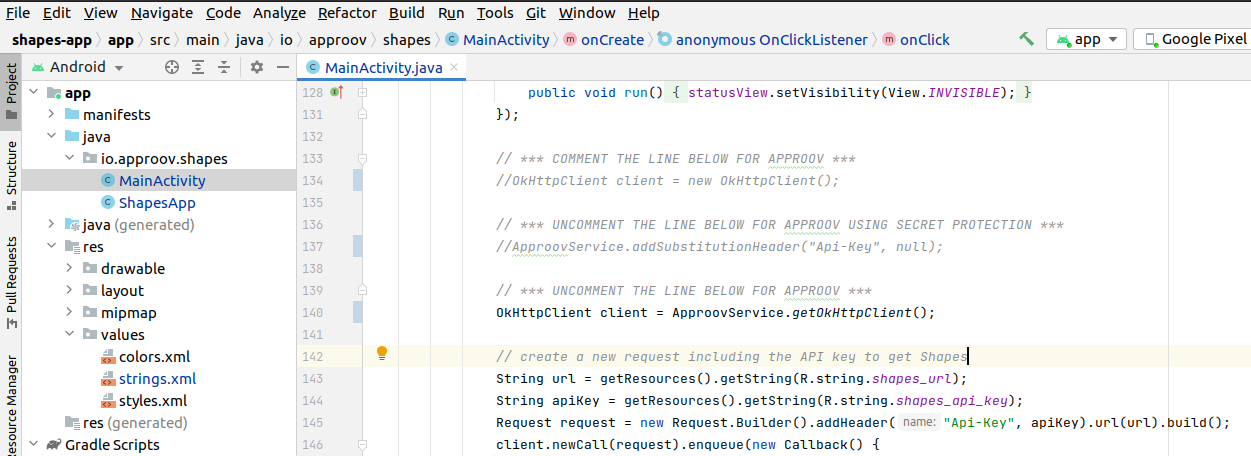 File Edit View Navigate Code Analyze Refactor Build Run Tools Git Window Help
shapes-app app src main java io approov shapes MainActivity onCreate anonymous OnClickListener onClick app Google Pixel
Project
Structure
Pull Requests
Resource Manager
Android
app
manifests
java
io.approov.shapes
MainActivity
ShapesApp
java (generated)
res
drawable
layout
mipmap
values
colors.xml
strings.xml
styles.xml
res (generated)
Gradle Scripts
MainActivity.java
128 public void run() { statusView.setVisibility(View.INVISIBLE); }
131 });
132
133 // *** COMMENT THE LINE BELOW FOR APPROOV ***
134 //OkHttpClient client = new OkHttpClient();
135
136 // *** UNCOMMENT THE LINE BELOW FOR APPROOV USING SECRET PROTECTION ***
137 //ApproovService.addSubstitutionHeader("Api-Key", null);
138
139 // *** UNCOMMENT THE LINE BELOW FOR APPROOV ***
140 OkHttpClient client = ApproovService.getOkHttpClient();
141
142 // create a new request including the API key to get Shapes
143 String url = getResources().getString(R.string.shapes_url);
144 String apiKey = getResources().getString(R.string.shapes_api_key);
145 Request request = new Request.Builder().addHeader( name: "Api-Key", apiKey).url(url).build();
146 client.newCall(request).enqueue(new Callback() {